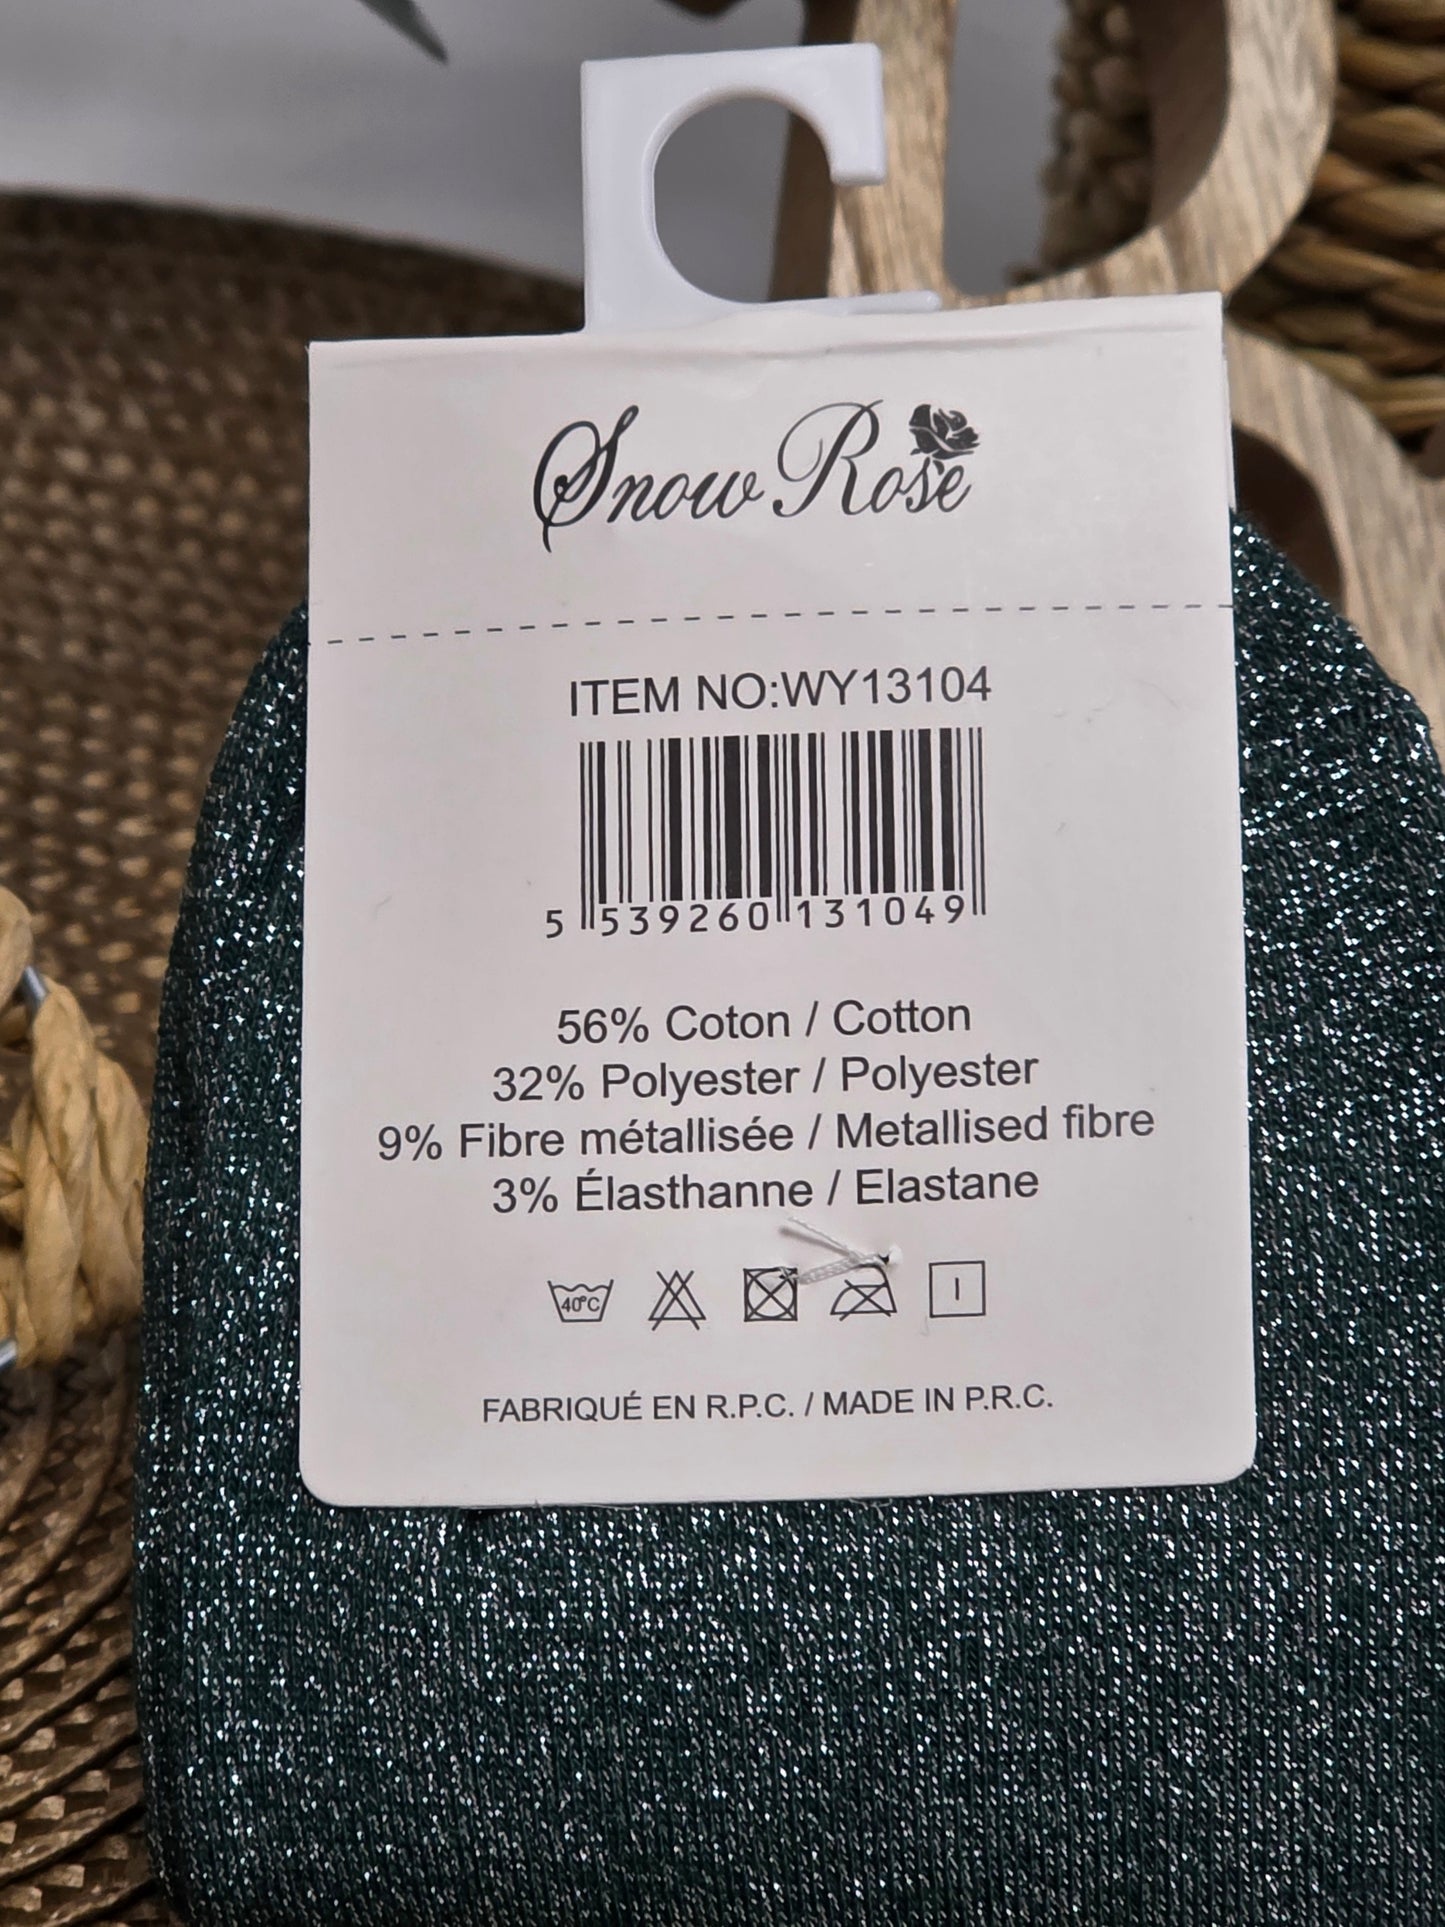 Snow Rose
ITEM NO:WY13104
5 539260 131049
56% Coton / Cotton
32% Polyester / Polyester
9% Fibre métallisée / Metallised fibre
3% Élasthanne / Elastane
40°C
FABRIQUÉ EN R.P.C. / MADE IN P.R.C.